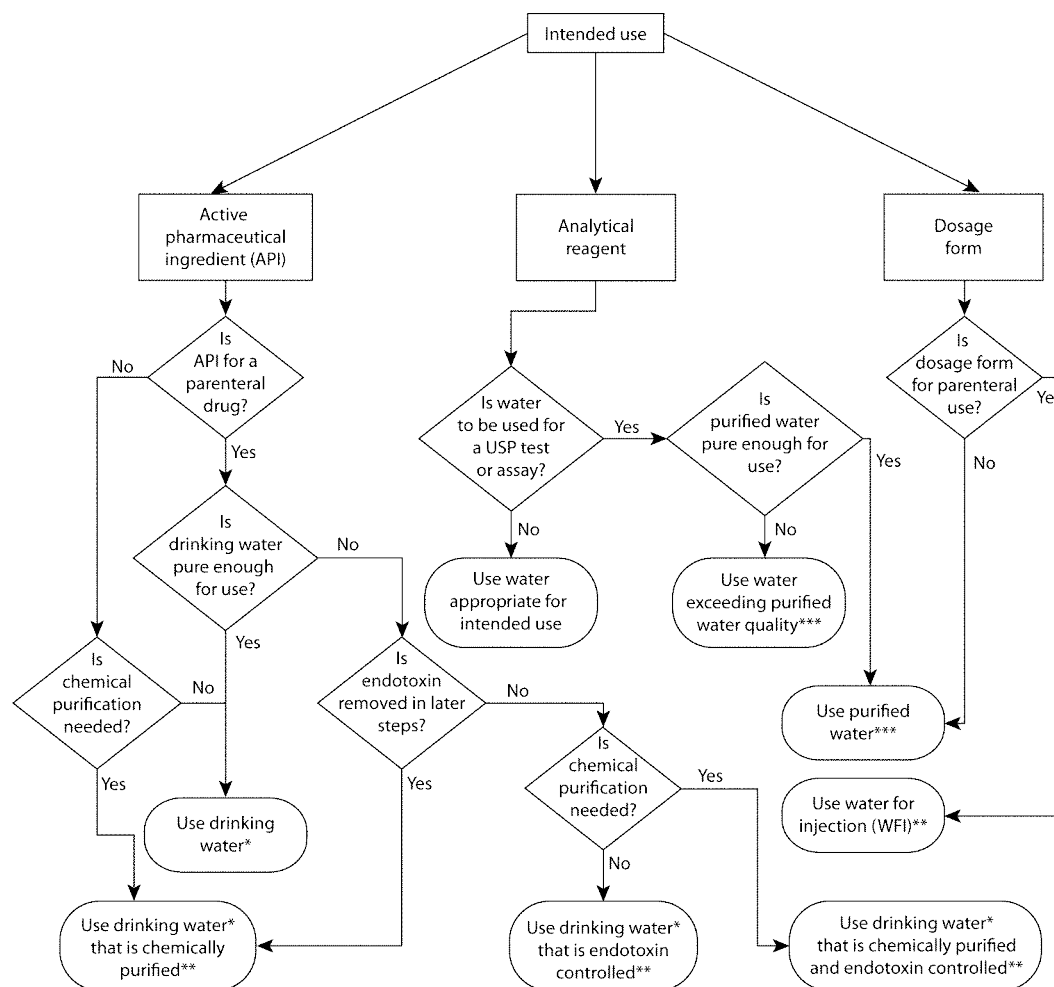 Intended use
Active
pharmaceutical
ingredient (API)
Analytical
reagent
Dosage
form
Is
API for a
parenteral
drug?
No
Yes
Is water
to be used for
a USP test
or assay?
Yes
No
Is
purified water
pure enough for
use?
Yes
No
Is
dosage form
for parenteral
use?
Ye
No
Is
drinking water
pure enough
for use?
No
Yes
Use water
appropriate for
intended use
Use water
exceeding purified
water quality***
Is
chemical
purification
needed?
No
Yes
Is
endotoxin
removed in later
steps?
No
Yes
Use purified
water***
Is
chemical
purification
needed?
Yes
No
Use water for
injection (WFI)**
Use drinking
water*
Use drinking water*
that is chemically
purified**
Use drinking water*
that is endotoxin
controlled**
Use drinking water*
that is chemically purified
and endotoxin controlled**